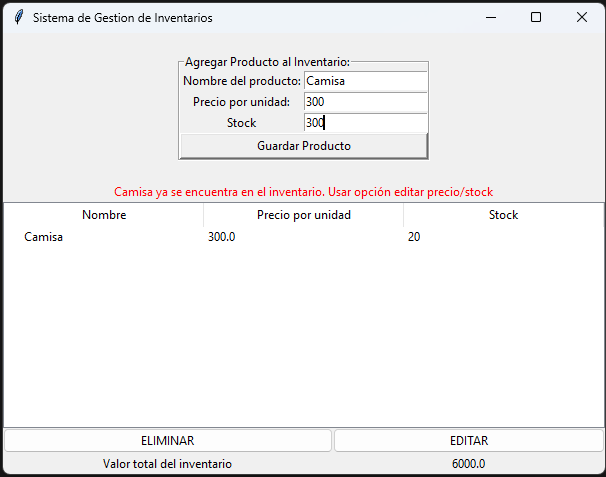 Sistema de Gestion de Inventarios
Agregar Producto al Inventario:
Nombre del producto: Camisa
Precio por unidad: 300
Stock 300
Guardar Producto
Camisa ya se encuentra en el inventario. Usar opción editar precio/stock
Nombre Precio por unidad Stock
Camisa 300.0 20
ELIMINAR EDITAR
Valor total del inventario 6000.0